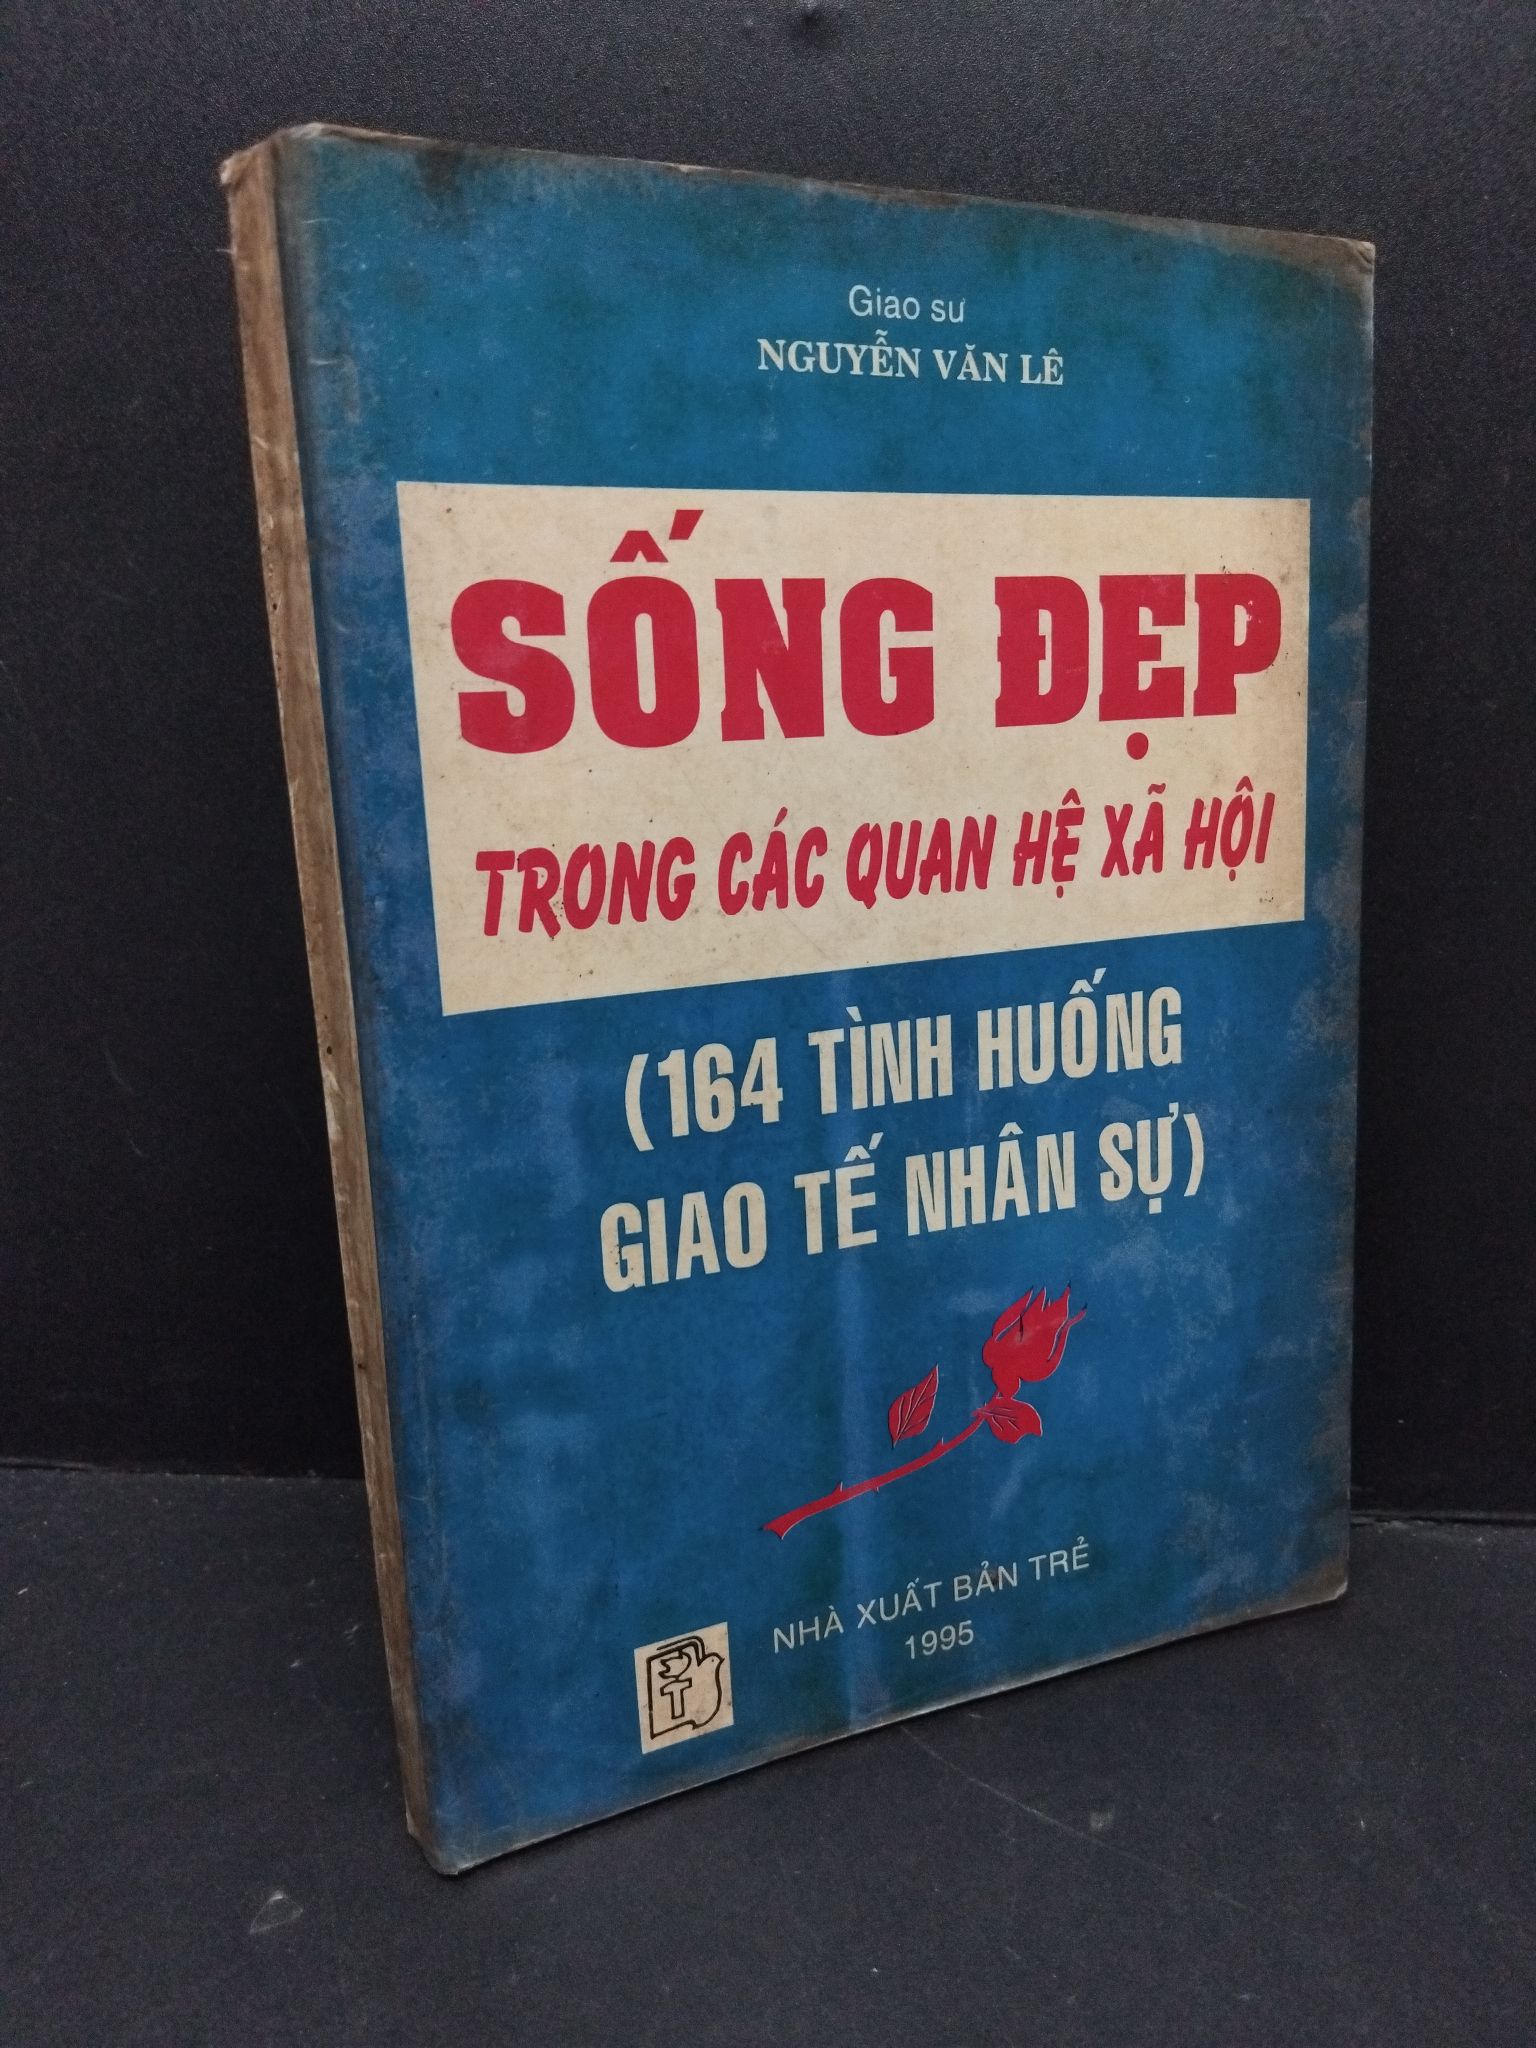 Giao sư
NGUYỄN VĂN LÊ
SỐNG ĐẸP
TRONG CÁC QUAN HỆ XÃ HỘI
(164 TÌNH HUỐNG
GIAO TẾ NHÂN SỰ)
NHÀ XUẤT BẢN TRẺ
1995